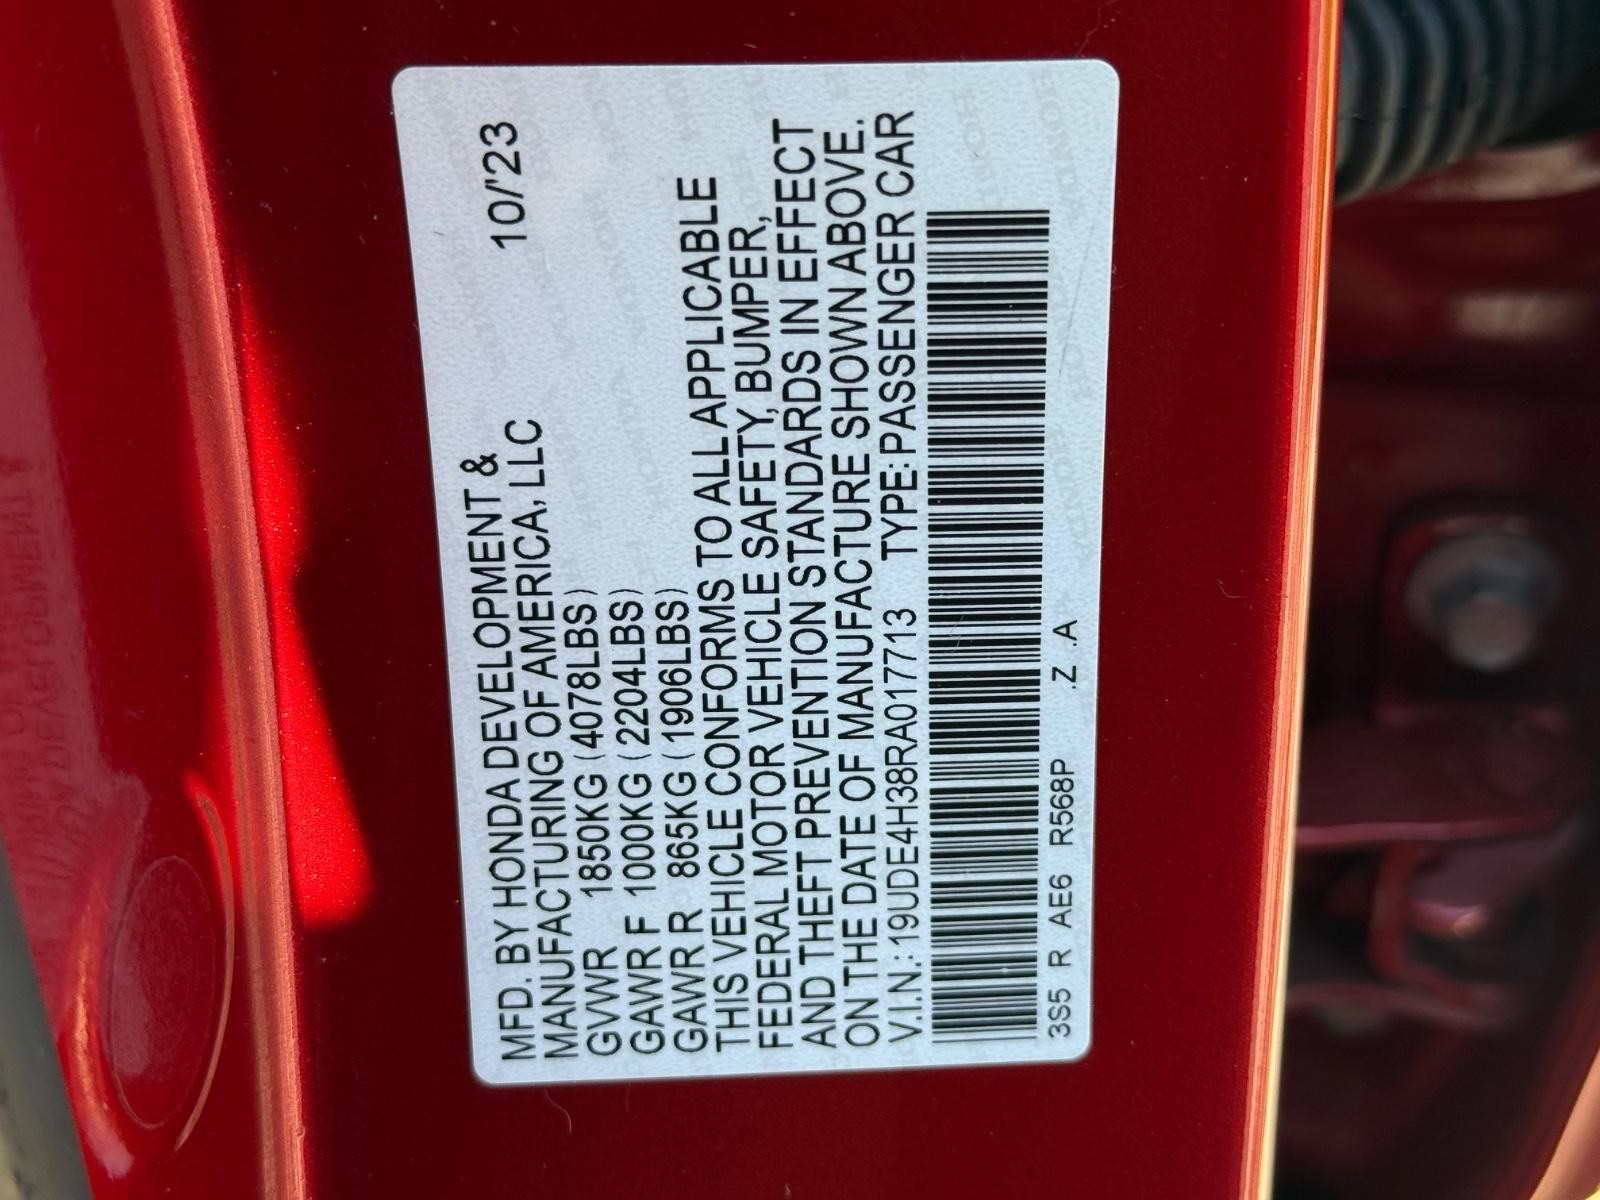 MFD. BY HONDA DEVELOPMENT & 10/'23
MANUFACTURING OF AMERICA, LLC
GVWR 1850KG (4078LBS)
GAWR F 1000KG (2204LBS)
GAWR R 865KG (1906LBS)
THIS VEHICLE CONFORMS TO ALL APPLICABLE
FEDERAL MOTOR VEHICLE SAFETY, BUMPER,
AND THEFT PREVENTION STANDARDS IN EFFECT
ON THE DATE OF MANUFACTURE SHOWN ABOVE.
V.I.N.: 19UDE4H38RA017713 TYPE: PASSENGER CAR
3S5 R AE6 R568P .Z .A